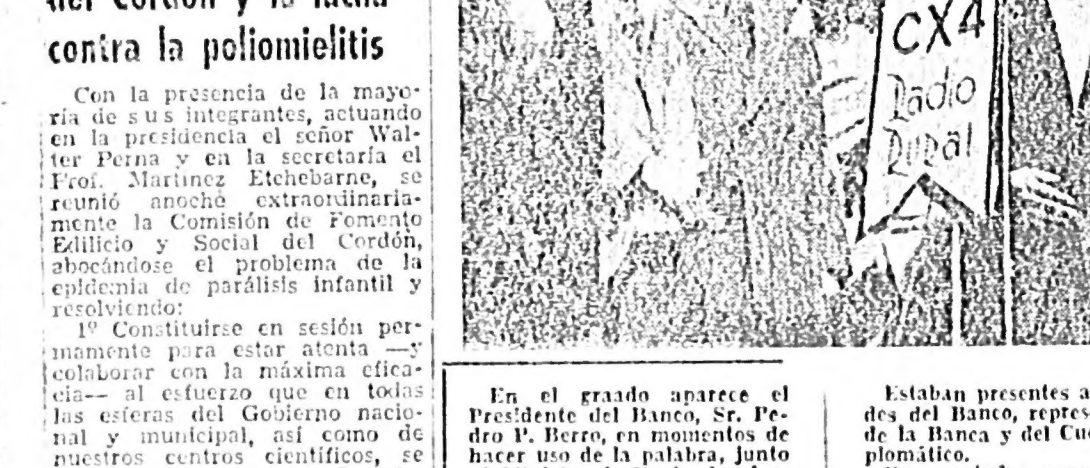 del Cordón y la lucha
contra la poliomielitis
Con la presencia de la mayo-
ría de sus integrantes, actuando
en la presidencia el señor Wal-
ter Perna y en la secretaría el
Prof. Martinez Etchebarne, se
reunió anoche extraordinaria-
mente la Comisión de Fomento
Edilicio y Social del Cordón,
abocándose el problema de la
epidemia de parálisis infantil y
resolviendo:
1º Constituirse en sesión per-
mamente para estar atenta —y
colaborar con la máxima efica-
cia— al esfuerzo que en todas
las esferas del Gobierno nacio-
nal y municipal, así como de
nuestros centros científicos, se
CX4
Radio
Rural
En el graado aparece el
Presidente del Banco, Sr. Pe-
dro P. Berro, en momentos de
hacer uso de la palabra, junto
Estaban presentes a
des del Banco, repres
de la Banca y del Cue
plomático.